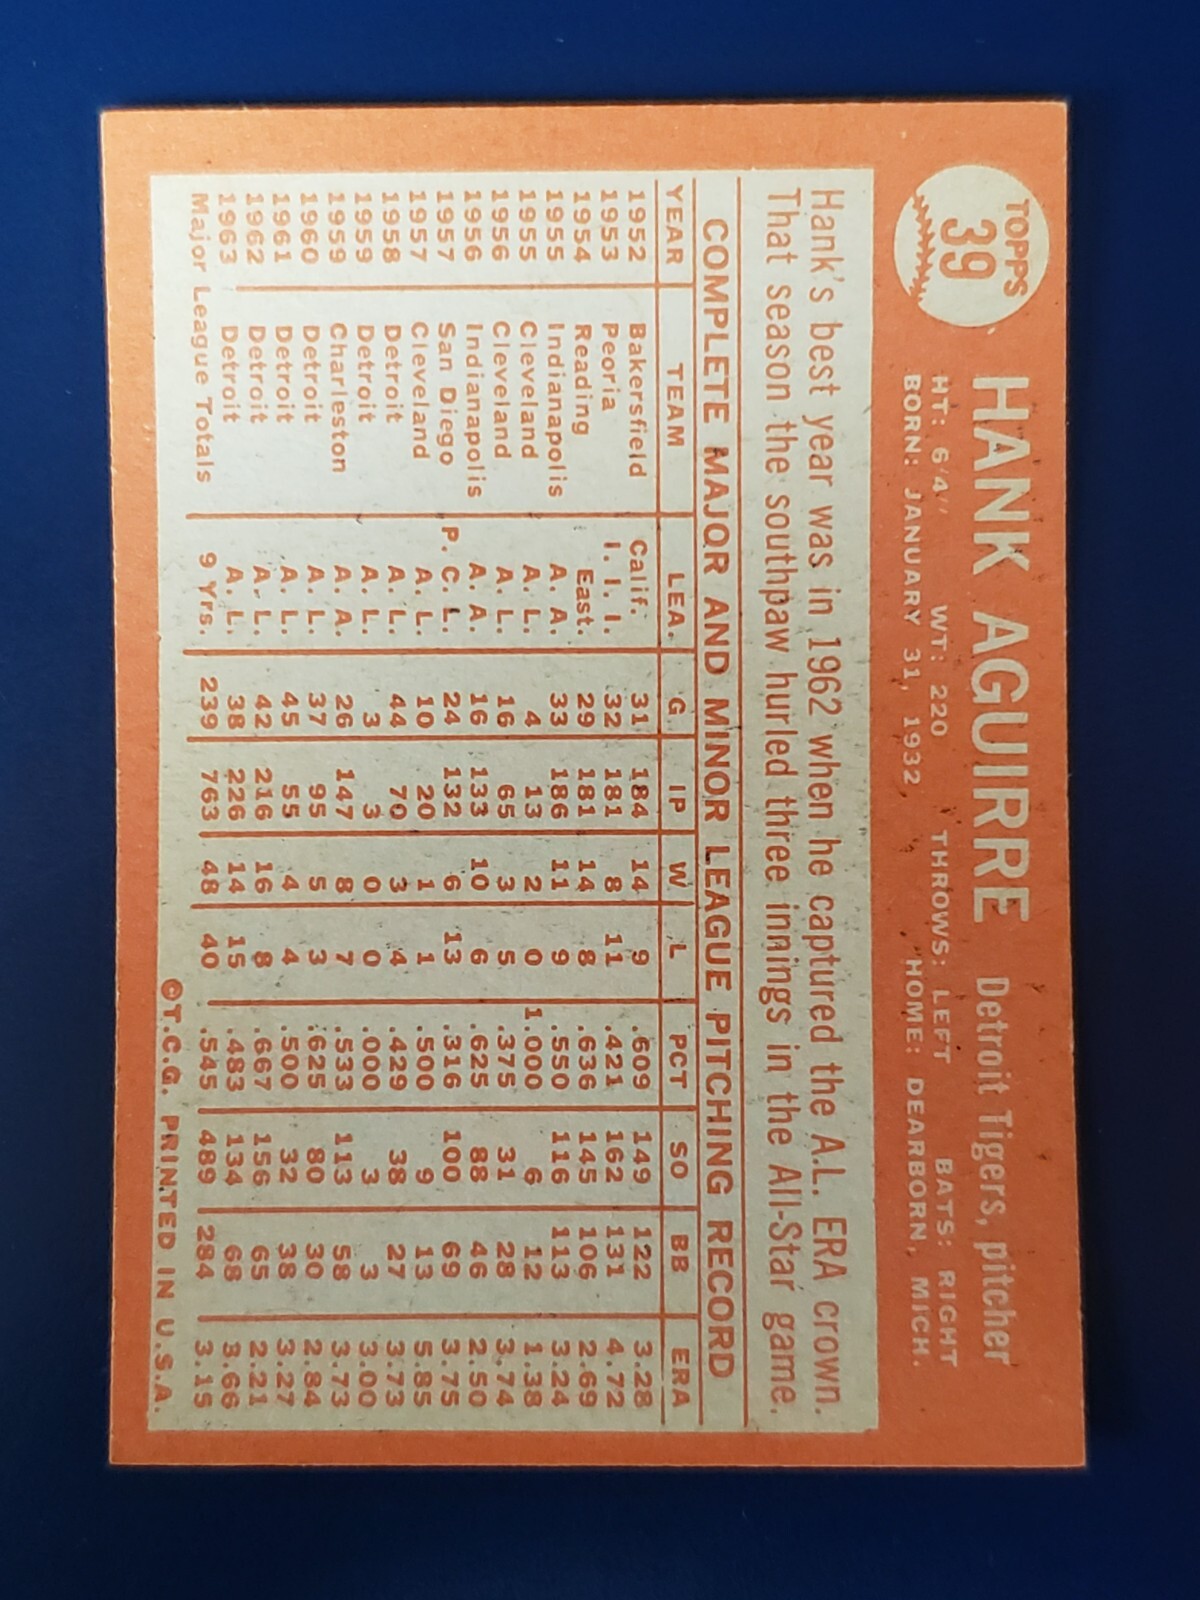 TOPPS
39
HANK AGUIRRE Detroit Tigers, pitcher
HT: 6'4" WT: 220 THROWS: LEFT BATS: RIGHT
BORN: JANUARY 31, 1932, HOME: DEARBORN, MICH.
Hank's best year was in 1962 when he captured the A.L. ERA crown.
That season the southpaw hurled three innings in the All-Star game.
COMPLETE MAJOR AND MINOR LEAGUE PITCHING RECORD
YEAR TEAM LEA. G IP W L PCT SO BB ERA
1952 Bakersfield Calif. 31 184 14 9 .609 149 122 3.28
1953 Peoria I. I. I. 32 181 8 11 .421 162 131 4.72
1954 Reading East. 29 181 14 8 .636 145 106 2.69
1955 Indianapolis A. A. 33 186 11 9 .550 116 113 3.24
1955 Cleveland A. L. 4 13 2 0 1.000 6 12 1.38
1956 Cleveland A. L. 16 65 3 5 .375 31 28 3.74
1956 Indianapolis A. A. 16 133 10 6 .625 88 46 2.50
1957 San Diego P. C. L. 24 132 6 13 .316 100 69 3.75
1957 Cleveland A. L. 10 20 1 1 .500 9 13 5.85
1958 Detroit A. L. 44 70 3 4 .429 38 27 3.73
1959 Detroit A. L. 3 3 0 0 .000 3 3 3.00
1959 Charleston A. A. 26 147 8 7 .533 113 58 3.73
1960 Detroit A. L. 37 95 5 3 .625 80 30 2.84
1961 Detroit A. L. 45 55 4 4 .500 32 38 3.27
1962 Detroit A. L. 42 216 16 8 .667 156 65 2.21
1963 Detroit A. L. 38 226 14 15 .483 134 68 3.66
Major League Totals 9 Yrs. 239 763 48 40 .545 489 284 3.15
©T.C.G. PRINTED IN U.S.A.